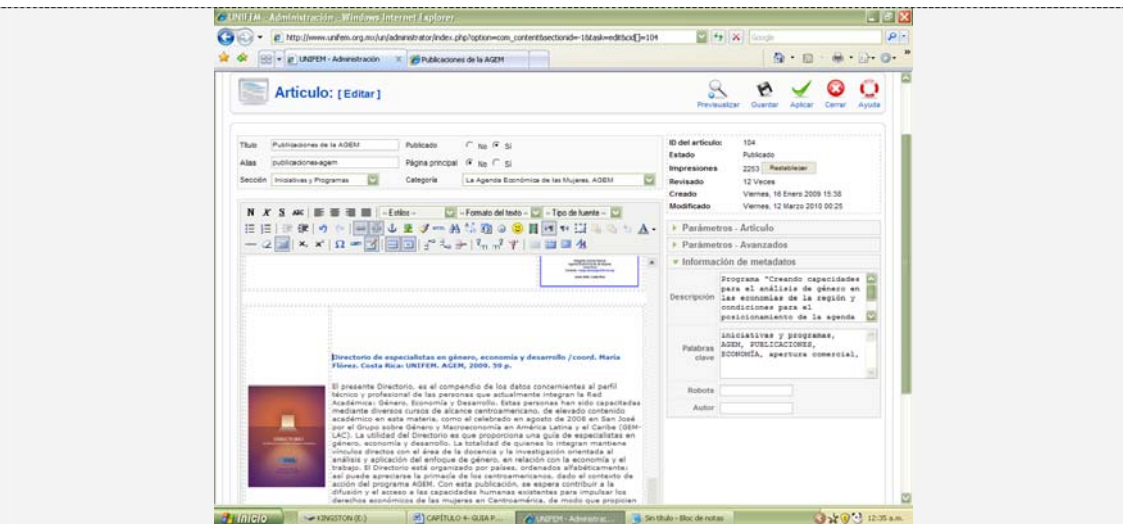 UNIFEM - Administración - Windows Internet Explorer
http://www.unifem.org.mx/un/administrator/index.php?option=com_content&sectionid=-1&task=edit&cid[]=104
Google
UNIFEM - Administración
Publicaciones de la AGEM
Artículo: [ Editar ]
Previsualizar Guardar Aplicar Cerrar Ayuda
Título Publicaciones de la AGEM Publicado No Sí
Alias publicaciones-agem Página principal No Sí
Sección Iniciativas y Programas Categoría La Agenda Económica de las Mujeres, AGEM
ID del artículo: 104
Estado Publicado
Impresiones 2253 Restablecer
Revisado 12 Veces
Creado Viernes, 16 Enero 2009 15:38
Modificado Viernes, 12 Marzo 2010 00:25
N K S ABC -- Estilos -- -- Formato del texto -- -- Tipo de fuente --
Parámetros - Artículo
Parámetros - Avanzados
Información de metadatos
Descripción
Programa "Creando capacidades
para el análisis de género en
las economías de la región y
condiciones para el
posicionamiento de la agenda
Palabras clave
iniciativas y programas,
AGEM, PUBLICACIONES,
ECONOMÍA, apertura comercial,
Robots
Autor
Directorio de especialistas en género, economía y desarrollo /coord. María
Flórez. Costa Rica: UNIFEM. AGEM, 2009. 50 p.
El presente Directorio, es el compendio de los datos concernientes al perfil
técnico y profesional de las personas que actualmente integran la Red
Académica: Género, Economía y Desarrollo. Estas personas han sido capacitadas
mediante diversos cursos de alcance centroamericano, de elevado contenido
académico en esta materia, como el celebrado en agosto de 2008 en San José
por el Grupo sobre Género y Macroeconomía en América Latina y el Caribe (GEM-
LAC). La utilidad del Directorio es que proporciona una guía de especialistas en
género, economía y desarrollo. La totalidad de quienes lo integran mantiene
vínculos directos con el área de la docencia y la investigación orientada al
análisis y aplicación del enfoque de género, en relación con la economía y el
trabajo. El Directorio está organizado por países, ordenados alfabéticamente;
así puede apreciarse la primacía de los centroamericanos, dado el contexto de
acción del programa AGEM. Con esta publicación, se espera contribuir a la
difusión y el acceso a las capacidades humanas existentes para impulsar los
derechos económicos de las mujeres en Centroamérica, de modo que propicien
DIRECTORIO
Inicio KINGSTON (E:) CAPÍTULO 4- GUIA P... UNIFEM - Administrac... Sin título - Bloc de notas 12:35 a.m.